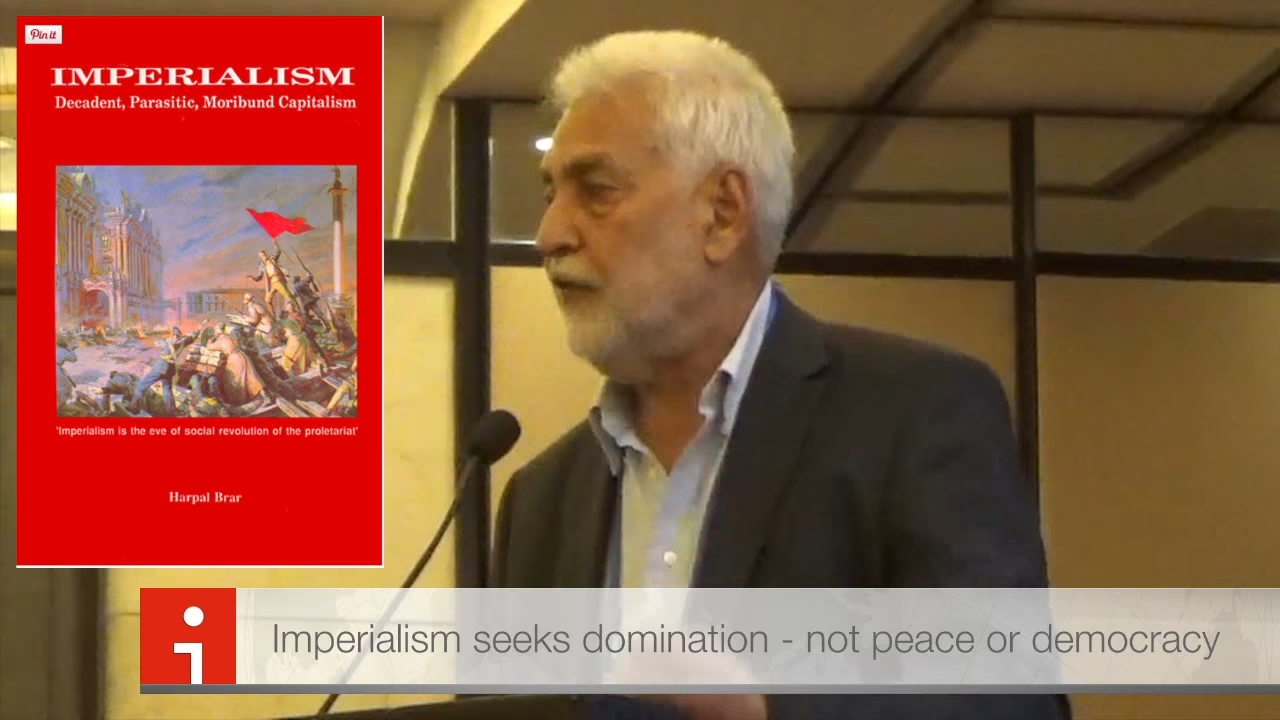 Pin it
IMPERIALISM
Decadent, Parasitic, Moribund Capitalism
'Imperialism is the eve of social revolution of the proletariat'
Harpal Brar
i
Imperialism seeks domination - not peace or democracy